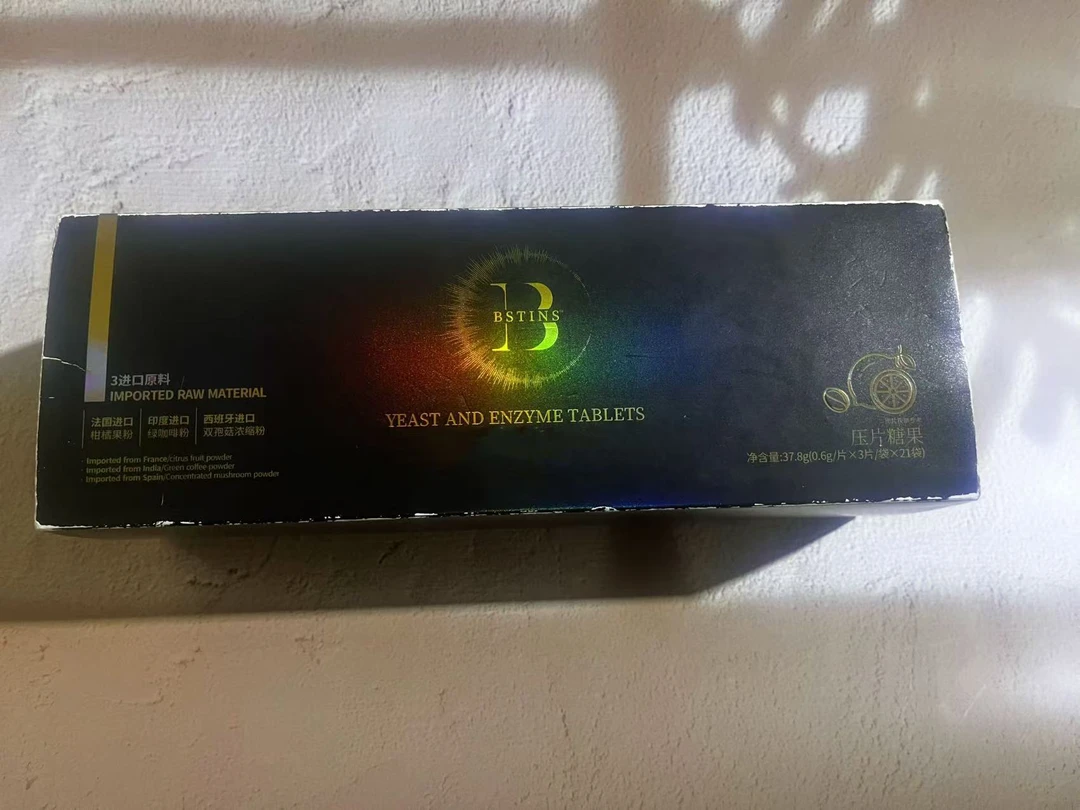 BSTINS
B
YEAST AND ENZYME TABLETS
3进口原料
IMPORTED RAW MATERIAL
法国进口 印度进口 西班牙进口
柑橘果粉 绿咖啡粉 双孢菇浓缩粉
Imported from France/citrus fruit powder
Imported from India/Green coffee powder
Imported from Spain/Concentrated mushroom powder
压片糖果
净含量:37.8g(0.6g/片×3片/袋×21袋)